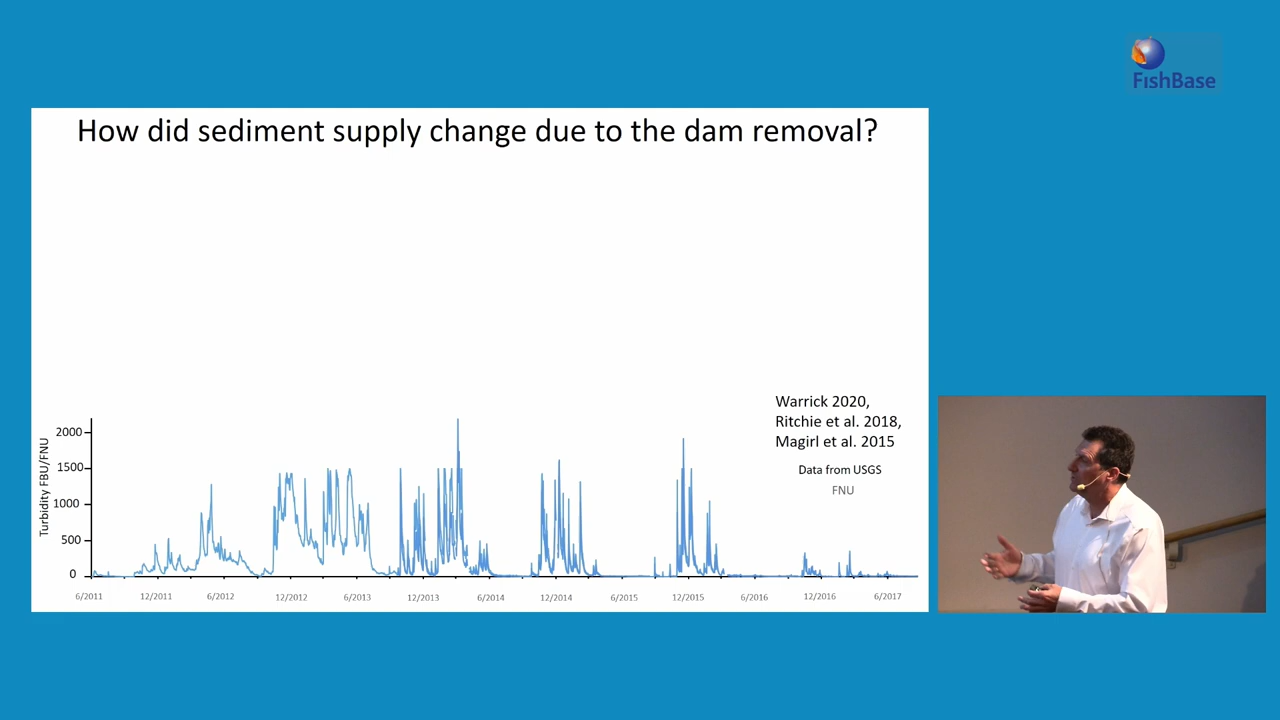 FishBase
How did sediment supply change due to the dam removal?
Warrick 2020,
Ritchie et al. 2018,
Magirl et al. 2015
Data from USGS
FNU
Turbidity FBU/FNU
2000
1500
1000
500
0
6/2011 12/2011 6/2012 12/2012 6/2013 12/2013 6/2014 12/2014 6/2015 12/2015 6/2016 12/2016 6/2017